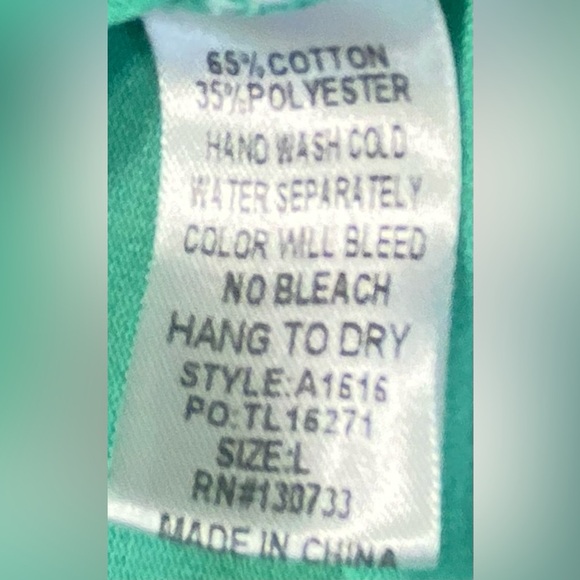 65% COTTON
35% POLYESTER
HAND WASH COLD
WATER SEPARATELY
COLOR WILL BLEED
NO BLEACH
HANG TO DRY
STYLE:A1616
PO:TL16271
SIZE:L
RN#130733
MADE IN CHINA